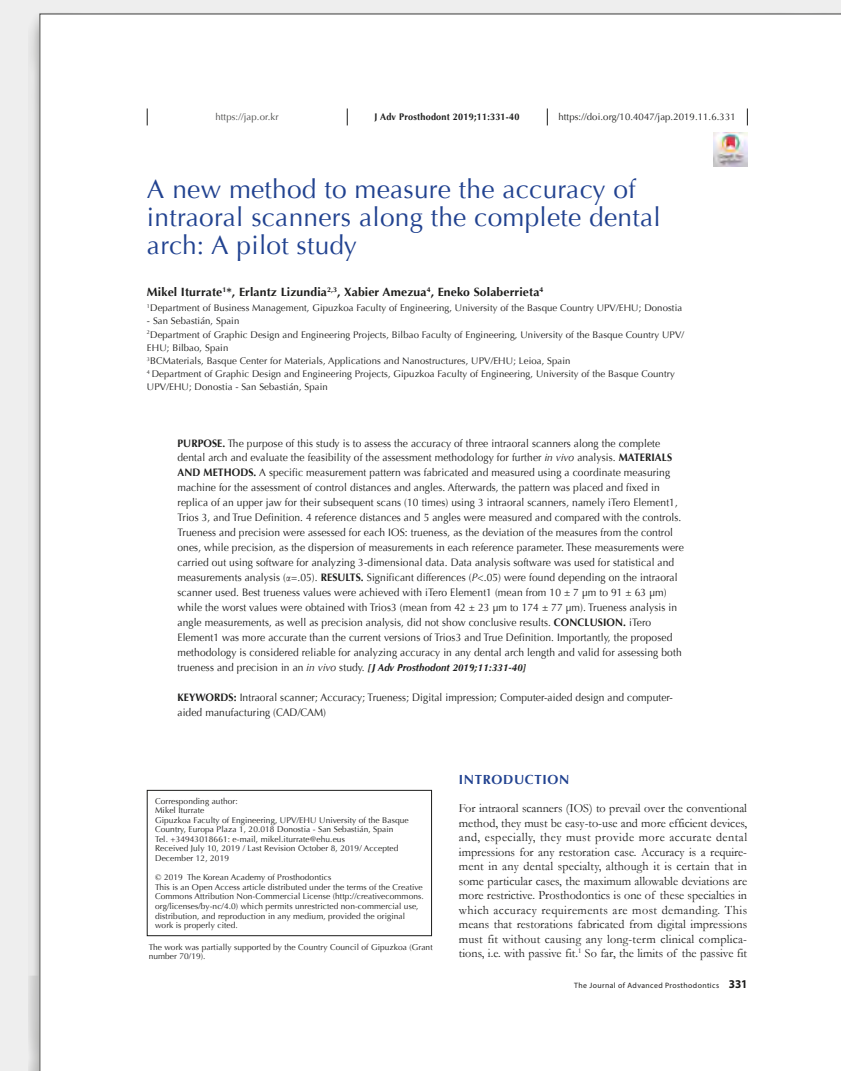 https://jap.or.kr
J Adv Prosthodont 2019;11:331-40
https://doi.org/10.4047/jap.2019.11.6.331
A new method to measure the accuracy of
intraoral scanners along the complete dental
arch: A pilot study
Mikel Iturrate¹*, Erlantz Lizundia²,³, Xabier Amezua⁴, Eneko Solaberrieta⁴
¹Department of Business Management, Gipuzkoa Faculty of Engineering, University of the Basque Country UPV/EHU; Donostia
- San Sebastián, Spain
²Department of Graphic Design and Engineering Projects, Bilbao Faculty of Engineering, University of the Basque Country UPV/
EHU; Bilbao, Spain
³BCMaterials, Basque Center for Materials, Applications and Nanostructures, UPV/EHU; Leioa, Spain
⁴ Department of Graphic Design and Engineering Projects, Gipuzkoa Faculty of Engineering, University of the Basque Country
UPV/EHU; Donostia - San Sebastián, Spain
PURPOSE. The purpose of this study is to assess the accuracy of three intraoral scanners along the complete
dental arch and evaluate the feasibility of the assessment methodology for further in vivo analysis. MATERIALS
AND METHODS. A specific measurement pattern was fabricated and measured using a coordinate measuring
machine for the assessment of control distances and angles. Afterwards, the pattern was placed and fixed in
replica of an upper jaw for their subsequent scans (10 times) using 3 intraoral scanners, namely iTero Element1,
Trios 3, and True Definition. 4 reference distances and 5 angles were measured and compared with the controls.
Trueness and precision were assessed for each IOS: trueness, as the deviation of the measures from the control
ones, while precision, as the dispersion of measurements in each reference parameter. These measurements were
carried out using software for analyzing 3-dimensional data. Data analysis software was used for statistical and
measurements analysis (α=.05). RESULTS. Significant differences (P<.05) were found depending on the intraoral
scanner used. Best trueness values were achieved with iTero Element1 (mean from 10 ± 7 μm to 91 ± 63 μm)
while the worst values were obtained with Trios3 (mean from 42 ± 23 μm to 174 ± 77 μm). Trueness analysis in
angle measurements, as well as precision analysis, did not show conclusive results. CONCLUSION. iTero
Element1 was more accurate than the current versions of Trios3 and True Definition. Importantly, the proposed
methodology is considered reliable for analyzing accuracy in any dental arch length and valid for assessing both
trueness and precision in an in vivo study. [J Adv Prosthodont 2019;11:331-40]
KEYWORDS: Intraoral scanner; Accuracy; Trueness; Digital impression; Computer-aided design and computer-
aided manufacturing (CAD/CAM)
Corresponding author:
Mikel Iturrate
Gipuzkoa Faculty of Engineering, UPV/EHU University of the Basque
Country, Europa Plaza 1, 20.018 Donostia - San Sebastián, Spain
Tel. +34943018661: e-mail, mikel.iturrate@ehu.eus
Received July 10, 2019 / Last Revision October 8, 2019/ Accepted
December 12, 2019
© 2019 The Korean Academy of Prosthodontics
This is an Open Access article distributed under the terms of the Creative
Commons Attribution Non-Commercial License (http://creativecommons.
org/licenses/by-nc/4.0) which permits unrestricted non-commercial use,
distribution, and reproduction in any medium, provided the original
work is properly cited.
The work was partially supported by the Country Council of Gipuzkoa (Grant
number 70/19).
INTRODUCTION
For intraoral scanners (IOS) to prevail over the conventional
method, they must be easy-to-use and more efficient devices,
and, especially, they must provide more accurate dental
impressions for any restoration case. Accuracy is a require-
ment in any dental specialty, although it is certain that in
some particular cases, the maximum allowable deviations are
more restrictive. Prosthodontics is one of these specialties in
which accuracy requirements are most demanding. This
means that restorations fabricated from digital impressions
must fit without causing any long-term clinical complica-
tions, i.e. with passive fit.¹ So far, the limits of the passive fit
The Journal of Advanced Prosthodontics 331